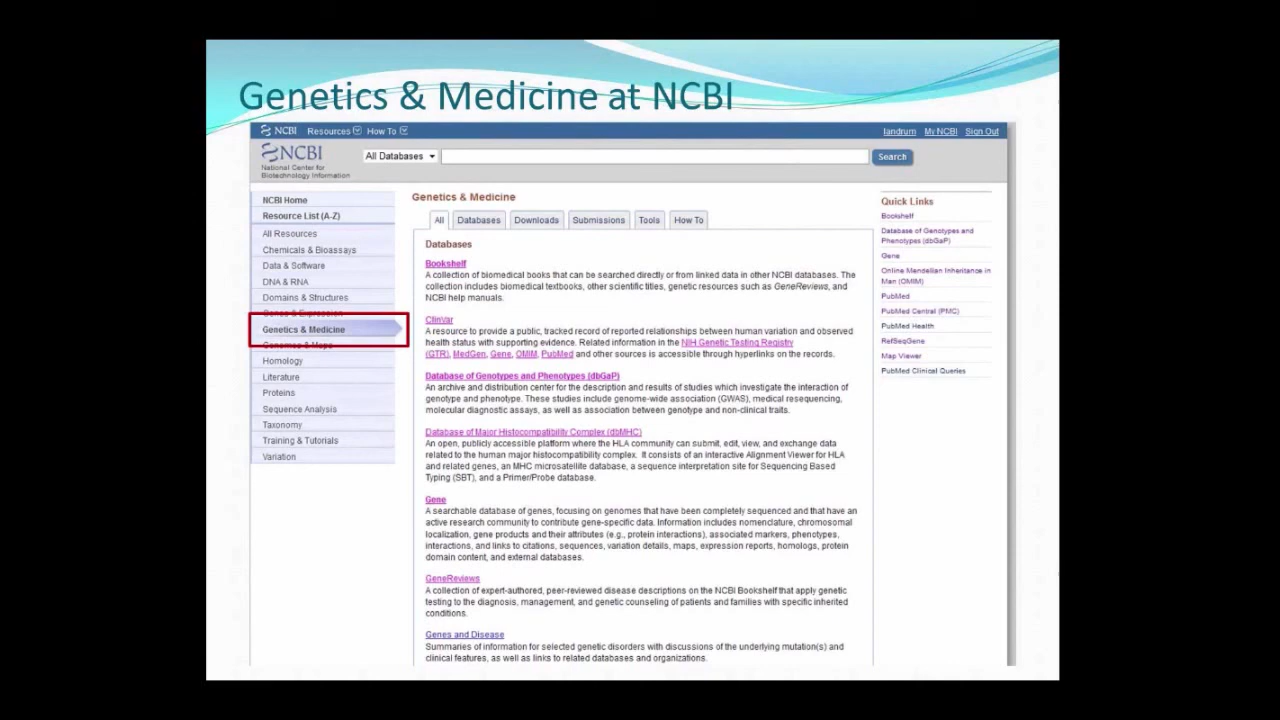 Genetics & Medicine at NCBI
NCBI Resources How To landrum My NCBI Sign Out
NCBI
National Center for
Biotechnology Information
All Databases Search
NCBI Home
Resource List (A-Z)
All Resources
Chemicals & Bioassays
Data & Software
DNA & RNA
Domains & Structures
Genes & Expression
Genetics & Medicine
Genomes & Maps
Homology
Literature
Proteins
Sequence Analysis
Taxonomy
Training & Tutorials
Variation
Genetics & Medicine
All Databases Downloads Submissions Tools How To
Databases
Bookshelf
A collection of biomedical books that can be searched directly or from linked data in other NCBI databases. The
collection includes biomedical textbooks, other scientific titles, genetic resources such as GeneReviews, and
NCBI help manuals.
ClinVar
A resource to provide a public, tracked record of reported relationships between human variation and observed
health status with supporting evidence. Related information in the NIH Genetic Testing Registry
(GTR), MedGen, Gene, OMIM, PubMed and other sources is accessible through hyperlinks on the records.
Database of Genotypes and Phenotypes (dbGaP)
An archive and distribution center for the description and results of studies which investigate the interaction of
genotype and phenotype. These studies include genome-wide association (GWAS), medical resequencing,
molecular diagnostic assays, as well as association between genotype and non-clinical traits.
Database of Major Histocompatibility Complex (dbMHC)
An open, publicly accessible platform where the HLA community can submit, edit, view, and exchange data
related to the human major histocompatibility complex. It consists of an interactive Alignment Viewer for HLA
and related genes, an MHC microsatellite database, a sequence interpretation site for Sequencing Based
Typing (SBT), and a Primer/Probe database.
Gene
A searchable database of genes, focusing on genomes that have been completely sequenced and that have an
active research community to contribute gene-specific data. Information includes nomenclature, chromosomal
localization, gene products and their attributes (e.g., protein interactions), associated markers, phenotypes,
interactions, and links to citations, sequences, variation details, maps, expression reports, homologs, protein
domain content, and external databases.
GeneReviews
A collection of expert-authored, peer-reviewed disease descriptions on the NCBI Bookshelf that apply genetic
testing to the diagnosis, management, and genetic counseling of patients and families with specific inherited
conditions.
Genes and Disease
Summaries of information for selected genetic disorders with discussions of the underlying mutation(s) and
clinical features, as well as links to related databases and organizations.
Quick Links
Bookshelf
Database of Genotypes and
Phenotypes (dbGaP)
Gene
Online Mendelian Inheritance in
Man (OMIM)
PubMed
PubMed Central (PMC)
PubMed Health
RefSeqGene
Map Viewer
PubMed Clinical Queries